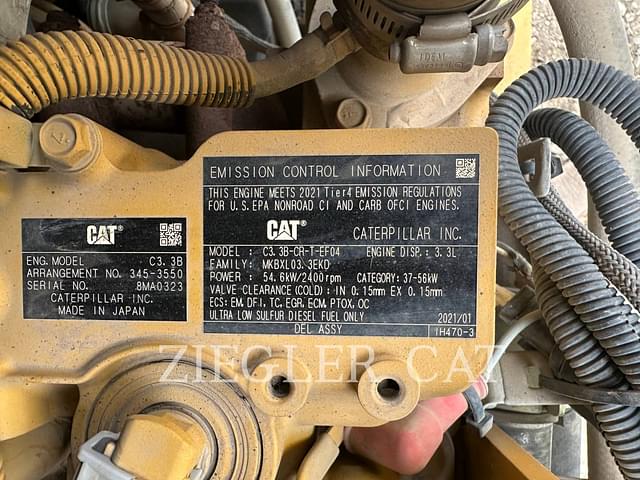 IDEAL
CAT®
ENG. MODEL C3.3B
ARRANGEMENT NO. 345-3550
SERIAL NO. 8MA0323
CATERPILLAR INC.
MADE IN JAPAN
EMISSION CONTROL INFORMATION
THIS ENGINE MEETS 2021 Tier4 EMISSION REGULATIONS
FOR U.S.EPA NONROAD CI AND CARB OFCI ENGINES.
CAT® CATERPILLAR INC.
MODEL : C3.3B-CR-T-EF04 ENGINE DISP.: 3.3L
FAMILY: MKBXL03.3EKD
POWER : 54.6kW/2400rpm CATEGORY: 37-56kW
VALVE CLEARANCE (COLD): IN 0.15mm EX 0.15mm
ECS: EM DFI, TC, EGR, ECM, PTOX, OC
ULTRA LOW SULFUR DIESEL FUEL ONLY 2021/01
DEL ASSY 1H470-3
ZIEGLER CAT